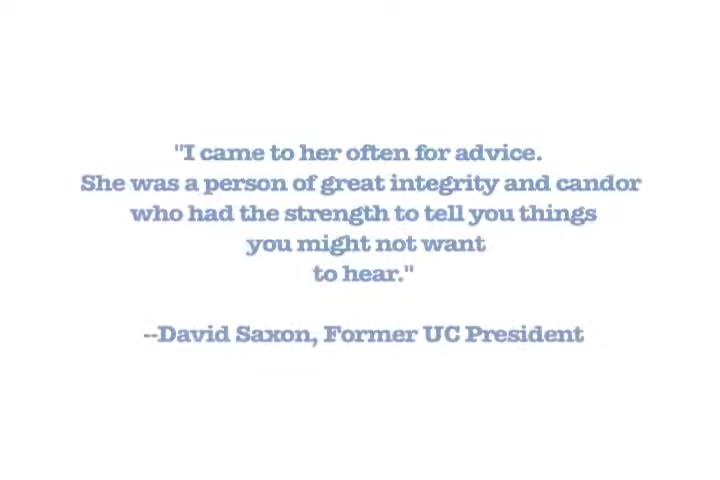 "I came to her often for advice.
She was a person of great integrity and candor
who had the strength to tell you things
you might not want
to hear."
--David Saxon, Former UC President